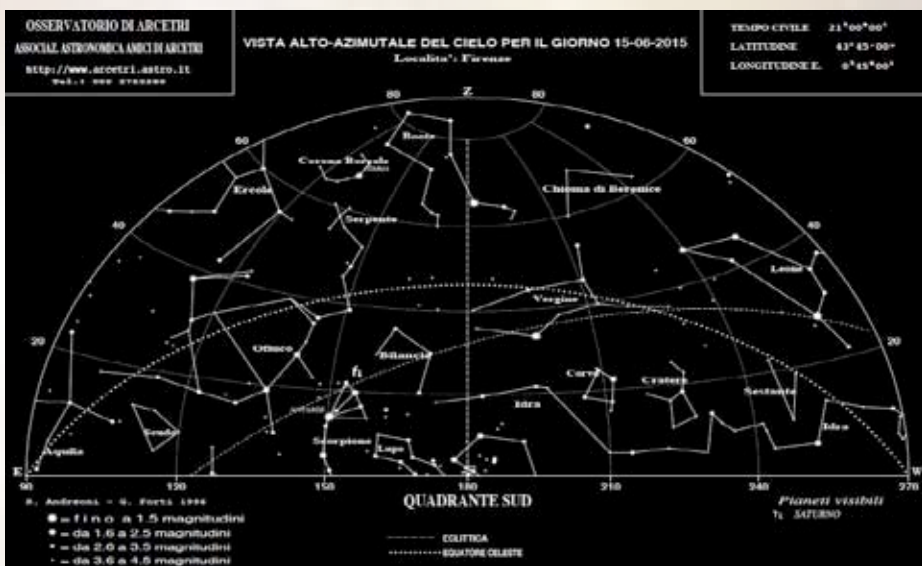 OSSERVATORIO DI ARCETRI
ASSOCIAZ. ASTRONOMICA AMICI DI ARCETRI
http://www.arcetri.astro.it
VISTA ALTO-AZIMUTALE DEL CIELO PER IL GIORNO 15-06-2015
Localita': Firenze
TEMPO CIVILE 21h00m00s
LATITUDINE 43°45'00"
LONGITUDINE E. 0h45m00s
Z
80 80
60 60
40 40
20 20
Boote
Corona Boreale
Ercole
Chioma di Berenice
Serpente
Leone
Vergine
Ofiuco
Bilancia
Corvo
Cratere
Sestante
Idra
Idra
Scudo
Scorpione
Lupo
Aquila
E
S
W
90 120 150 180 210 240 270
QUADRANTE SUD
R. Andreoni - G. Forti 1996
= fino a 1.5 magnitudini
= da 1.6 a 2.5 magnitudini
= da 2.6 a 3.5 magnitudini
= da 3.6 a 4.5 magnitudini
ECLITTICA
EQUATORE CELESTE
Pianeti visibili
♄ SATURNO